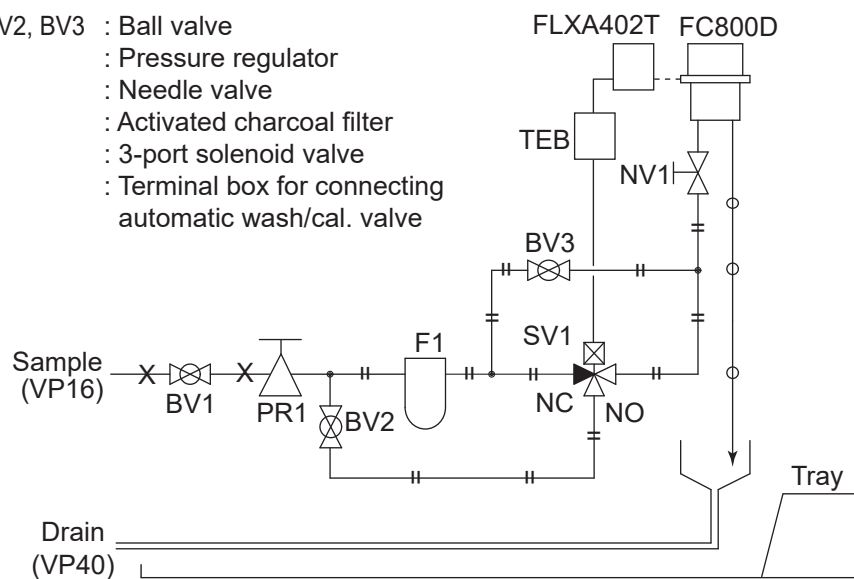 V2, BV3 : Ball valve
: Pressure regulator
: Needle valve
: Activated charcoal filter
: 3-port solenoid valve
: Terminal box for connecting
automatic wash/cal. valve
FLXA402T FC800D
TEB
NV1
BV3
SV1
F1
Sample
(VP16)
X X
BV1
PR1
BV2
NC NO
Tray
Drain
(VP40)